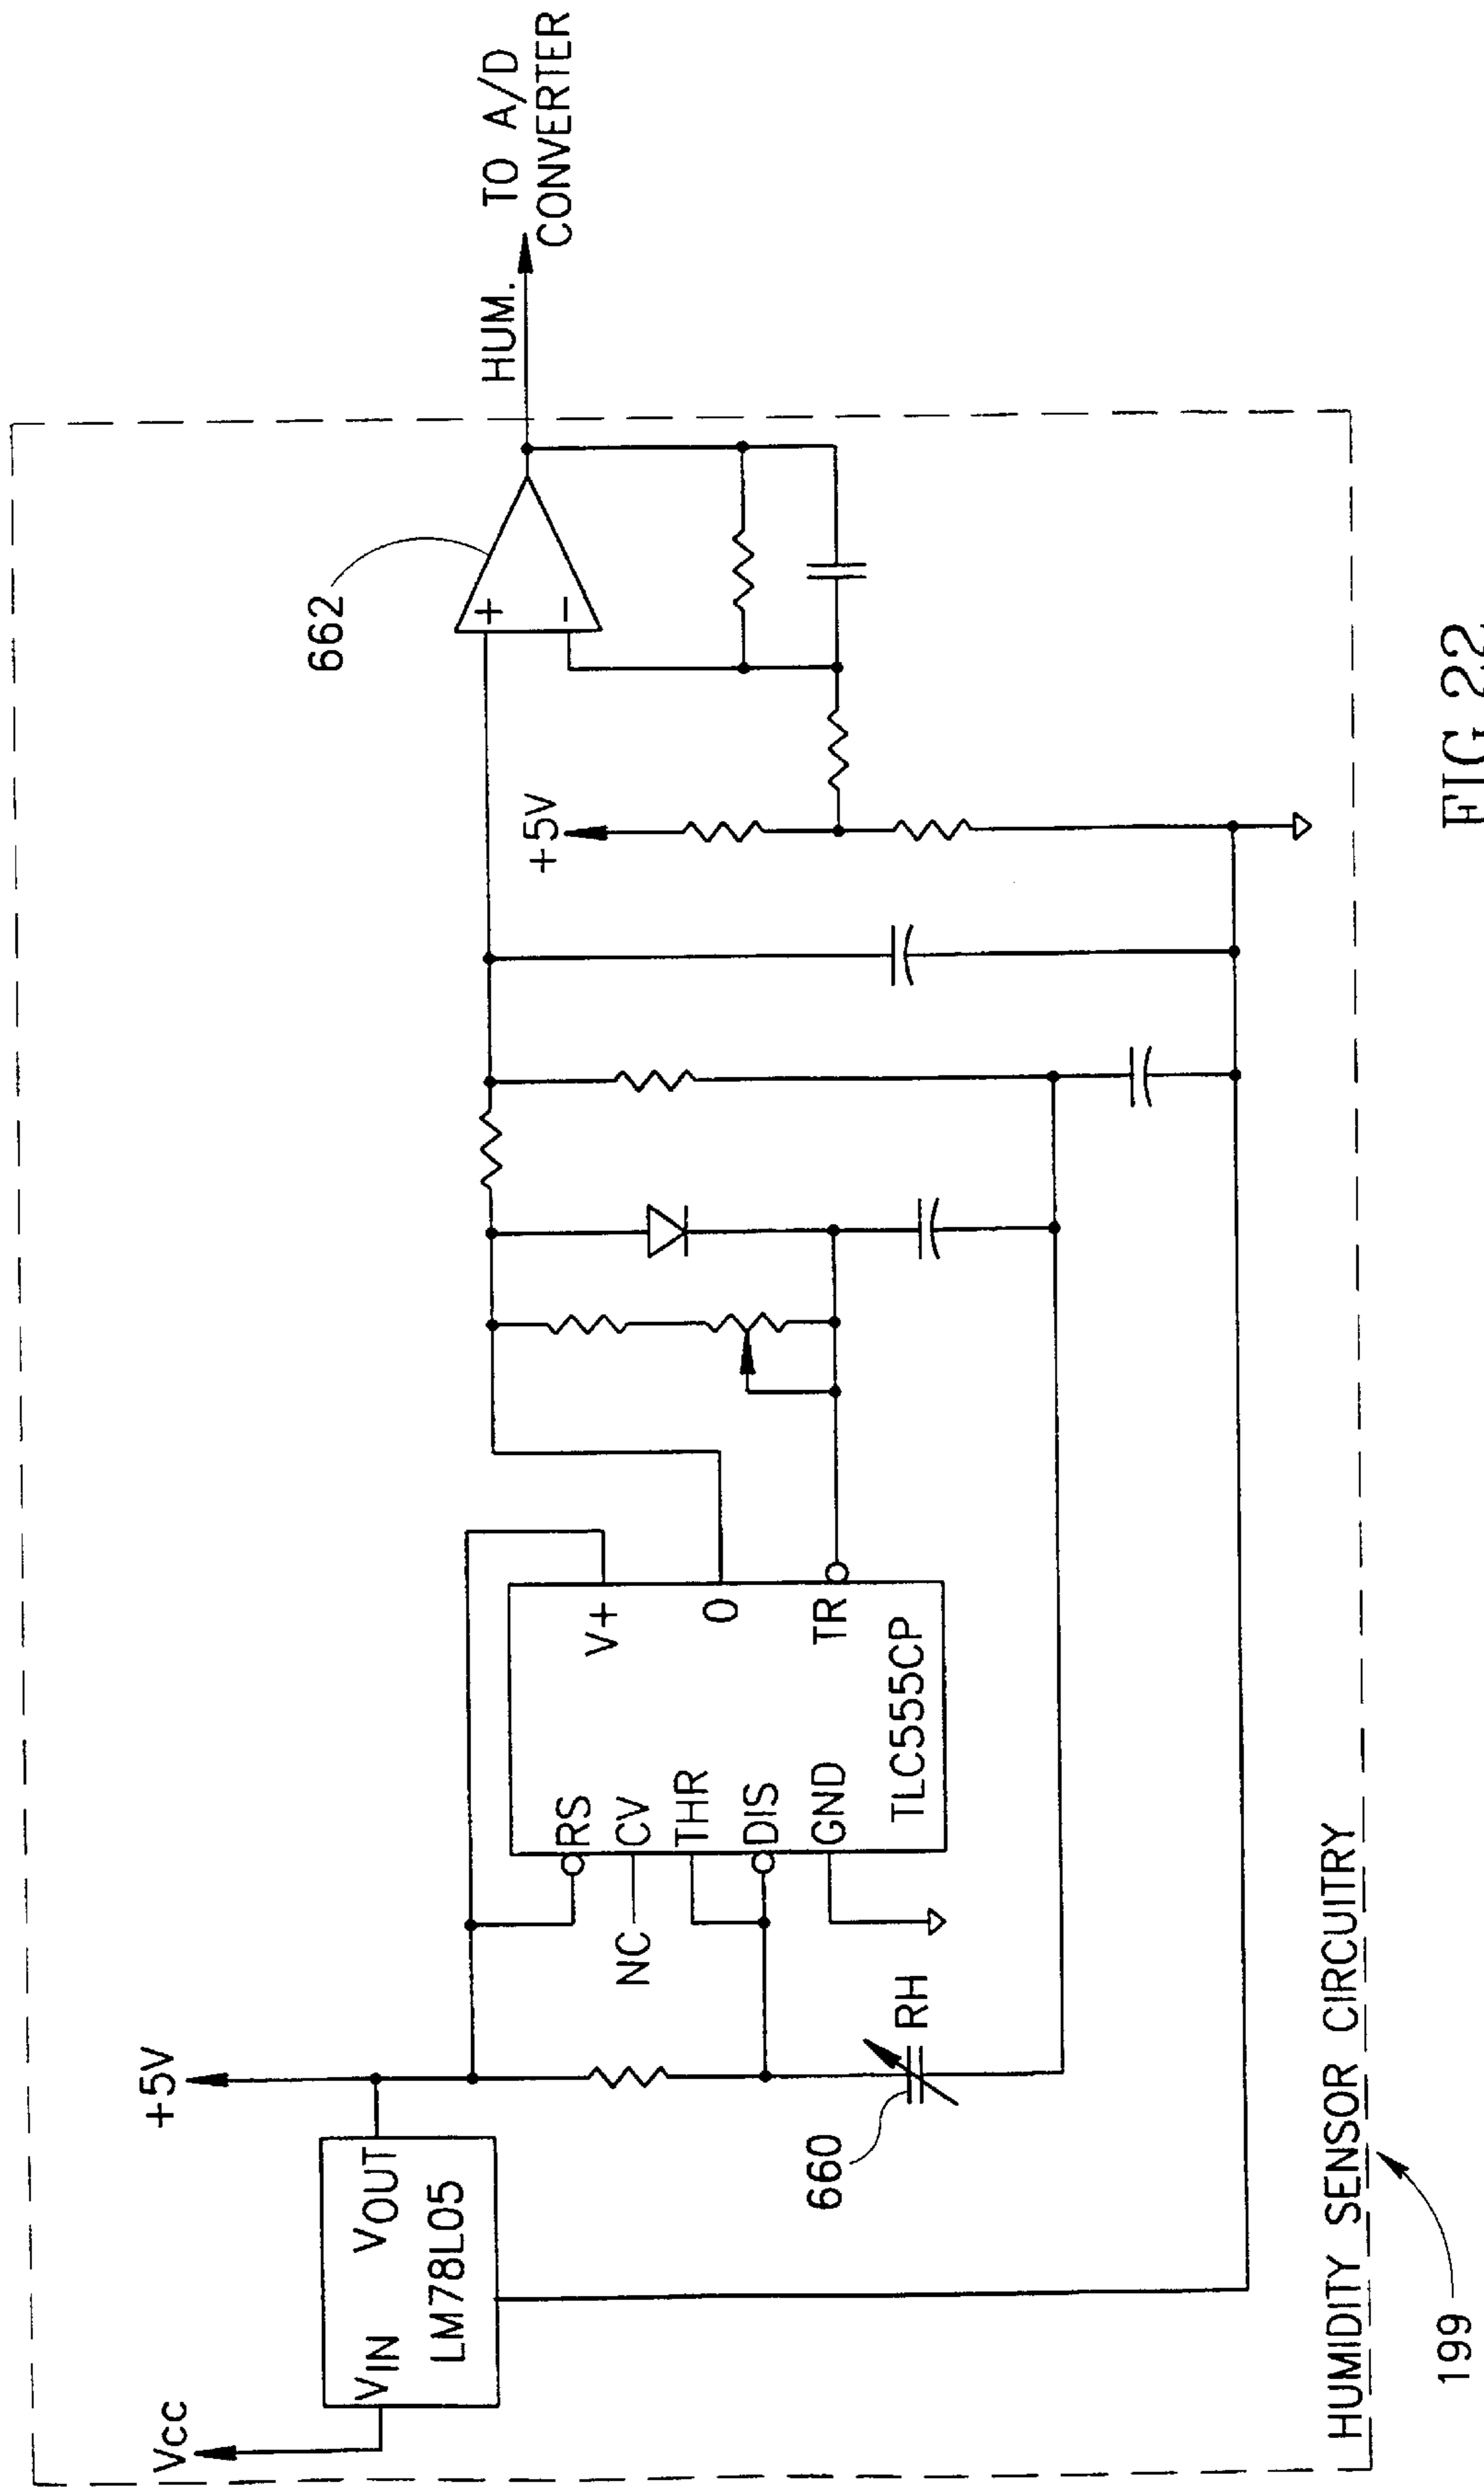 Vcc
VIN
VOUT
LM78L05
+5V
RS
CV
THR
DIS
GND
V+
O
TR
TLC555CP
NC
RH
660
+5V
662
+
−
HUM.
TO A/D
CONVERTER
HUMIDITY SENSOR CIRCUITRY
199
FIG. 22